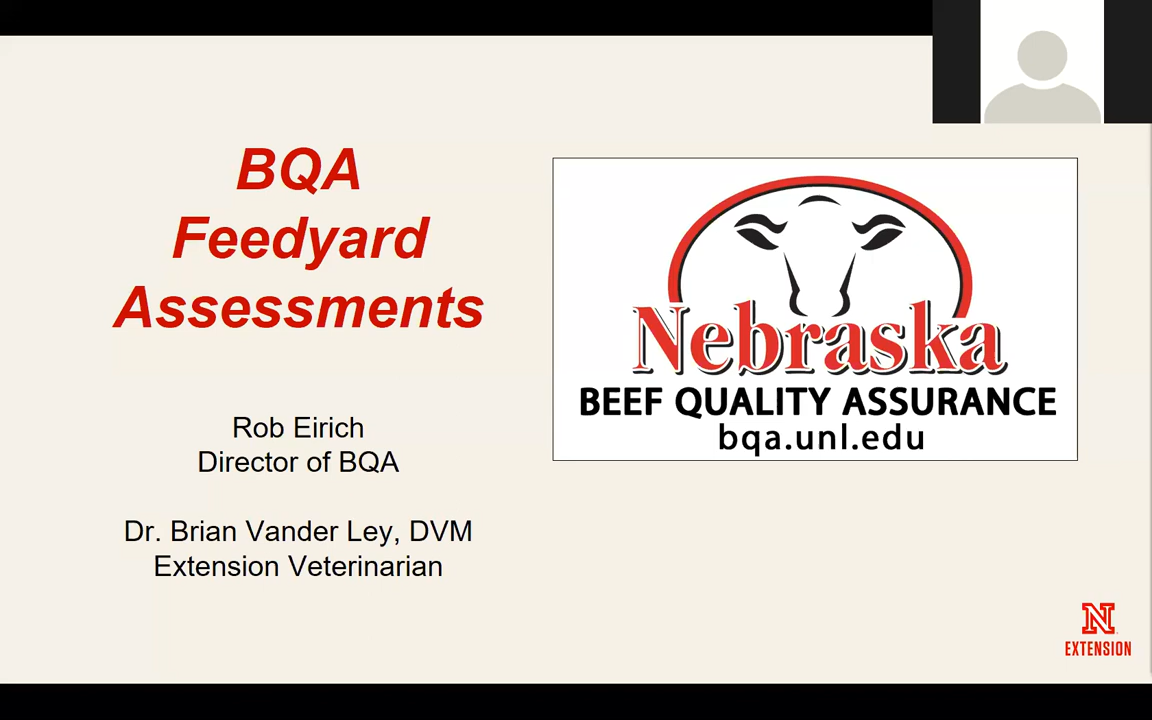 BQA
Feedyard
Assessments
Rob Eirich
Director of BQA
Dr. Brian Vander Ley, DVM
Extension Veterinarian
Nebraska
BEEF QUALITY ASSURANCE
bqa.unl.edu
N
EXTENSION